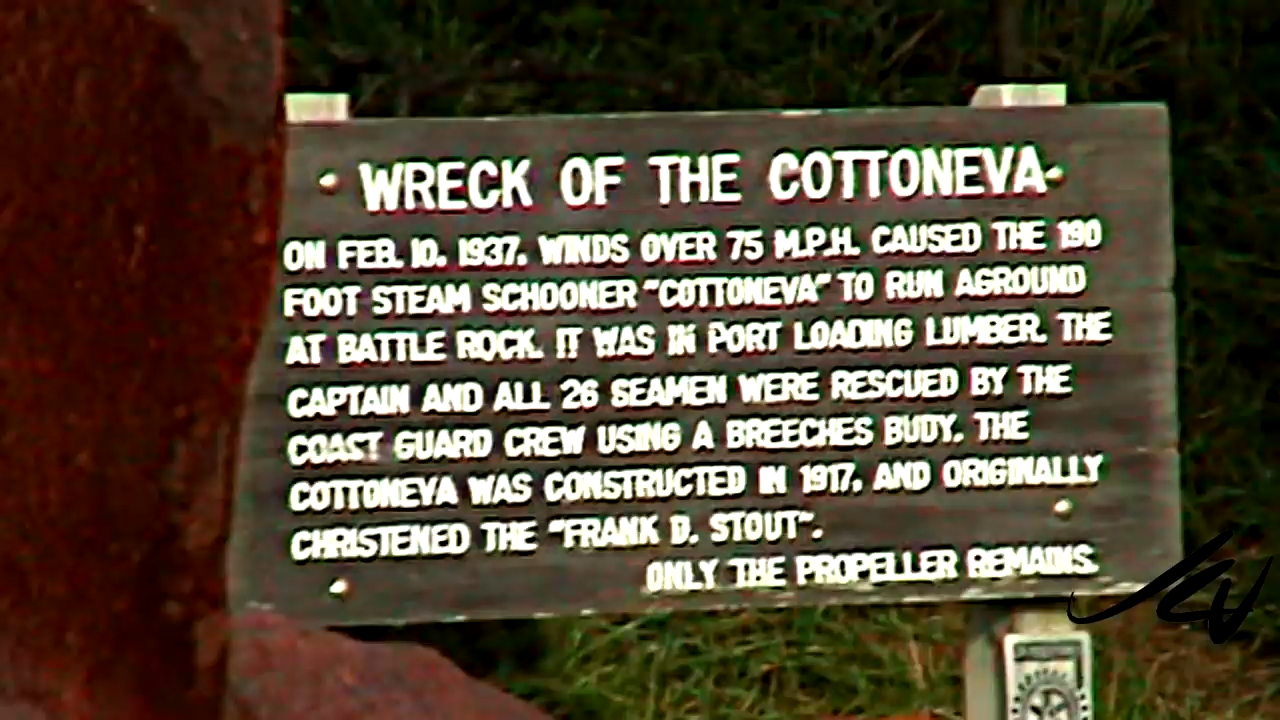 WRECK OF THE COTTONEVA
ON FEB. 10, 1937, WINDS OVER 75 M.P.H. CAUSED THE 190
FOOT STEAM SCHOONER "COTTONEVA" TO RUN AGROUND
AT BATTLE ROCK. IT WAS IN PORT LOADING LUMBER. THE
CAPTAIN AND ALL 26 SEAMEN WERE RESCUED BY THE
COAST GUARD CREW USING A BREECHES BUOY. THE
COTTONEVA WAS CONSTRUCTED IN 1917, AND ORIGINALLY
CHRISTENED THE "FRANK D. STOUT".
ONLY THE PROPELLER REMAINS.